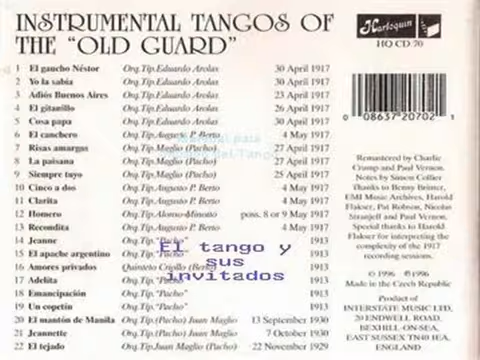 INSTRUMENTAL TANGOS OF
THE “OLD GUARD”
1 El gaucho Néstor Orq.Tip.Eduardo Arolas 30 April 1917
2 Yo la sabía Orq.Tip.Eduardo Arolas 30 April 1917
3 Adiós Buenos Aires Orq.Tip.Eduardo Arolas 23 April 1917
4 El gitanillo Orq.Tip.Eduardo Arolas 26 April 1917
5 Cosa papa Orq.Tip.Eduardo Arolas 30 April 1917
6 El canchero Orq.Tip.Augusto P. Berto 4 May 1917
7 Risas amargas Orq.Tip.Maglio (Pacho) 27 April 1917
8 La paisana Orq.Tip.Maglio (Pacho) 27 April 1917
9 Siempre tuyo Orq.Tip.Maglio (Pacho) 25 April 1917
10 Cinco a dos Orq.Tip.Augusto P. Berto 4 May 1917
11 Clarita Orq.Tip.Augusto P. Berto 4 May 1917
12 Homero Orq.Tip.Alonso-Minotto poss. 8 or 9 May 1917
13 Recondita Orq.Tip.Augusto P. Berto 4 May 1917
14 Jeanne Orq.Tip."Pacho" 1913
15 El apache argentino Orq.Tip."Pacho" 1913
16 Amores privados Quinteto Criollo (Berto) 1913
17 Adelita Orq.Tip."Pacho" 1913
18 Emancipación Orq.Tip."Pacho" 1913
19 Un copetín Orq.Tip."Pacho" 1913
20 El mantón de Manila Orq.Tip.(Pacho) Juan Maglio 13 September 1930
21 Jeannette Orq.Tip.(Pacho) Juan Maglio 7 October 1930
22 El tejado Orq.Tip.(Pacho) Juan Maglio 22 November 1929
El tango y
sus
invitados
Harlequin
HQ CD 70
0 08637 20702 1
Remastered by Charlie
Crump and Paul Vernon.
Notes by Simon Collier
Thanks to Benny Briner,
EMI Music Archives, Harold
Flakser, Pat Robson, Nicolas
Stranjell and Paul Vernon.
Special thanks to Harold
Flakser for interpreting the
complexity of the 1917
recording sessions.
℗ 1996 © 1996
Made in the Czech Republic
Product of
INTERSTATE MUSIC LTD,
20 ENDWELL ROAD,
BEXHILL-ON-SEA,
EAST SUSSEX TN40 1EA,
ENGLAND